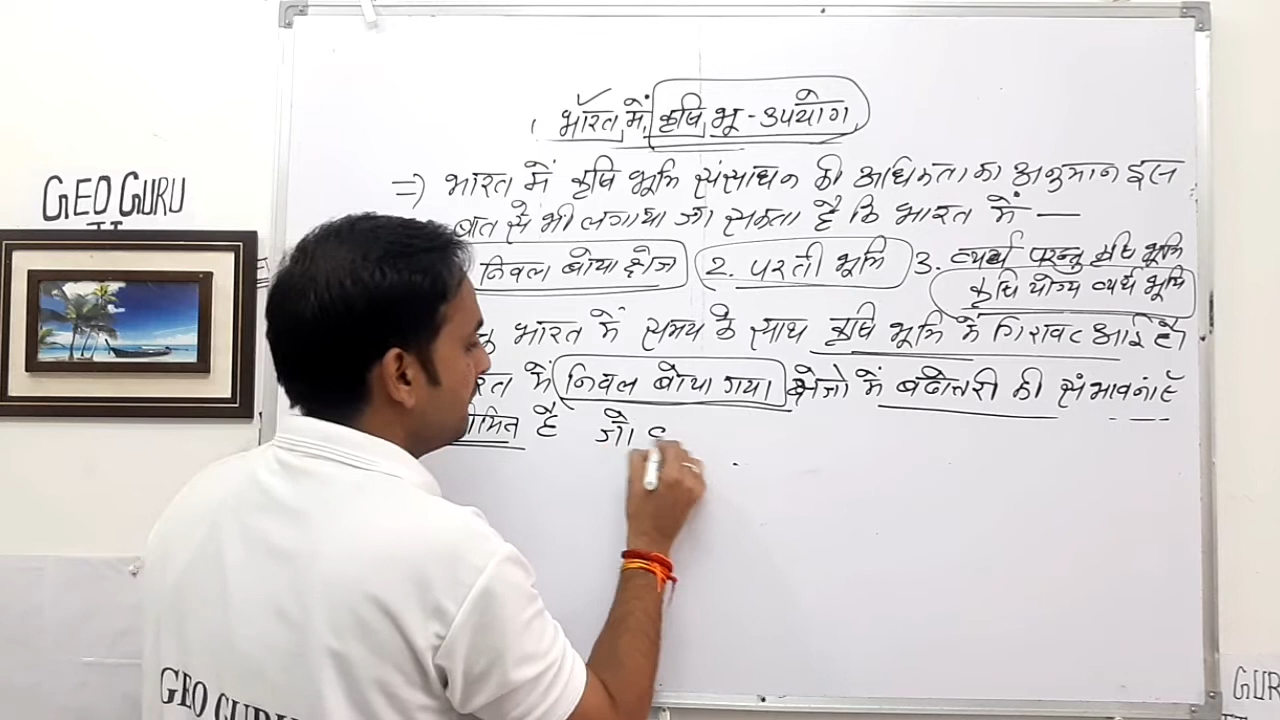 भारत में कृषि भू-उपयोग
=> भारत में कृषि भूमि संसाधन की अधिकता का अनुमान इस
बात से भी लगाया जा सकता है कि भारत में —
निवल बोया क्षेत्र 2. परती भूमि 3. व्यर्थ परन्तु कृषि भूमि
कृषि योग्य व्यर्थ भूमि
भारत में समय के साथ कृषि भूमि में गिरावट आई है।
में निवल बोया गया क्षेत्रो में बढोत्तरी की संभावनाएँ
है जो
GEO GURU
GEO GURU
GUR